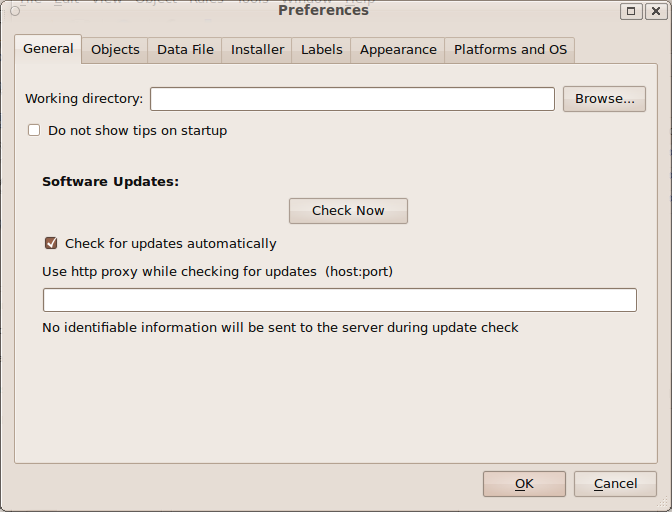 Preferences
General Objects Data File Installer Labels Appearance Platforms and OS
Working directory: Browse...
Do not show tips on startup
Software Updates:
Check Now
Check for updates automatically
Use http proxy while checking for updates (host:port)
No identifiable information will be sent to the server during update check
OK Cancel